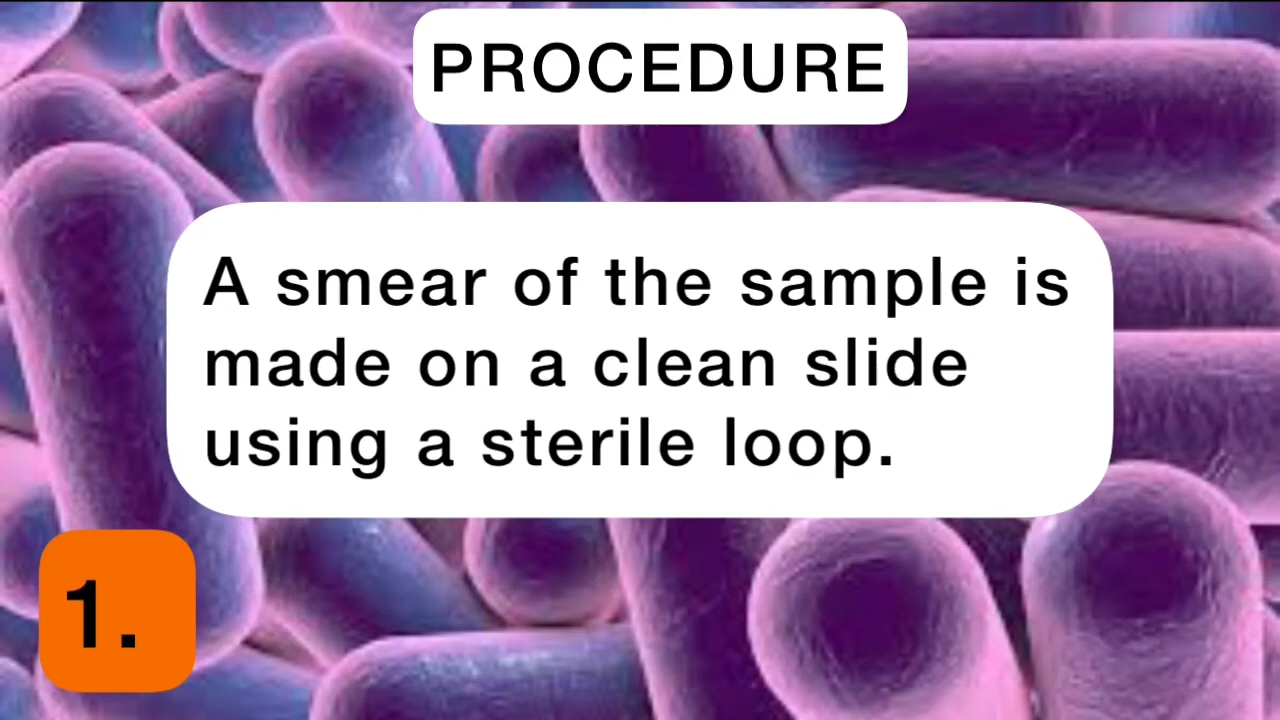 PROCEDURE
A smear of the sample is
made on a clean slide
using a sterile loop.
1.